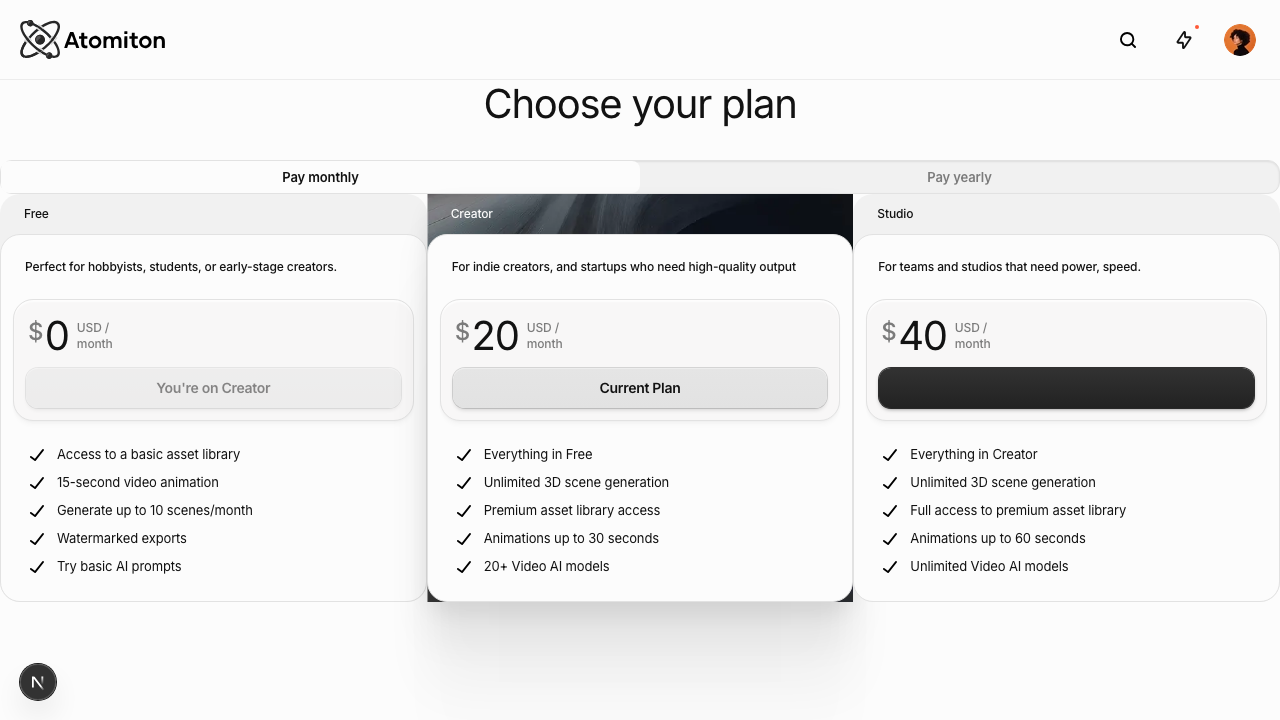 Atomiton
Choose your plan
Pay monthly
Pay yearly
Free
Perfect for hobbyists, students, or early-stage creators.
$0 USD /
month
You're on Creator
Access to a basic asset library
15-second video animation
Generate up to 10 scenes/month
Watermarked exports
Try basic AI prompts
Creator
For indie creators, and startups who need high-quality output
$20 USD /
month
Current Plan
Everything in Free
Unlimited 3D scene generation
Premium asset library access
Animations up to 30 seconds
20+ Video AI models
Studio
For teams and studios that need power, speed.
$40 USD /
month
Everything in Creator
Unlimited 3D scene generation
Full access to premium asset library
Animations up to 60 seconds
Unlimited Video AI models
N